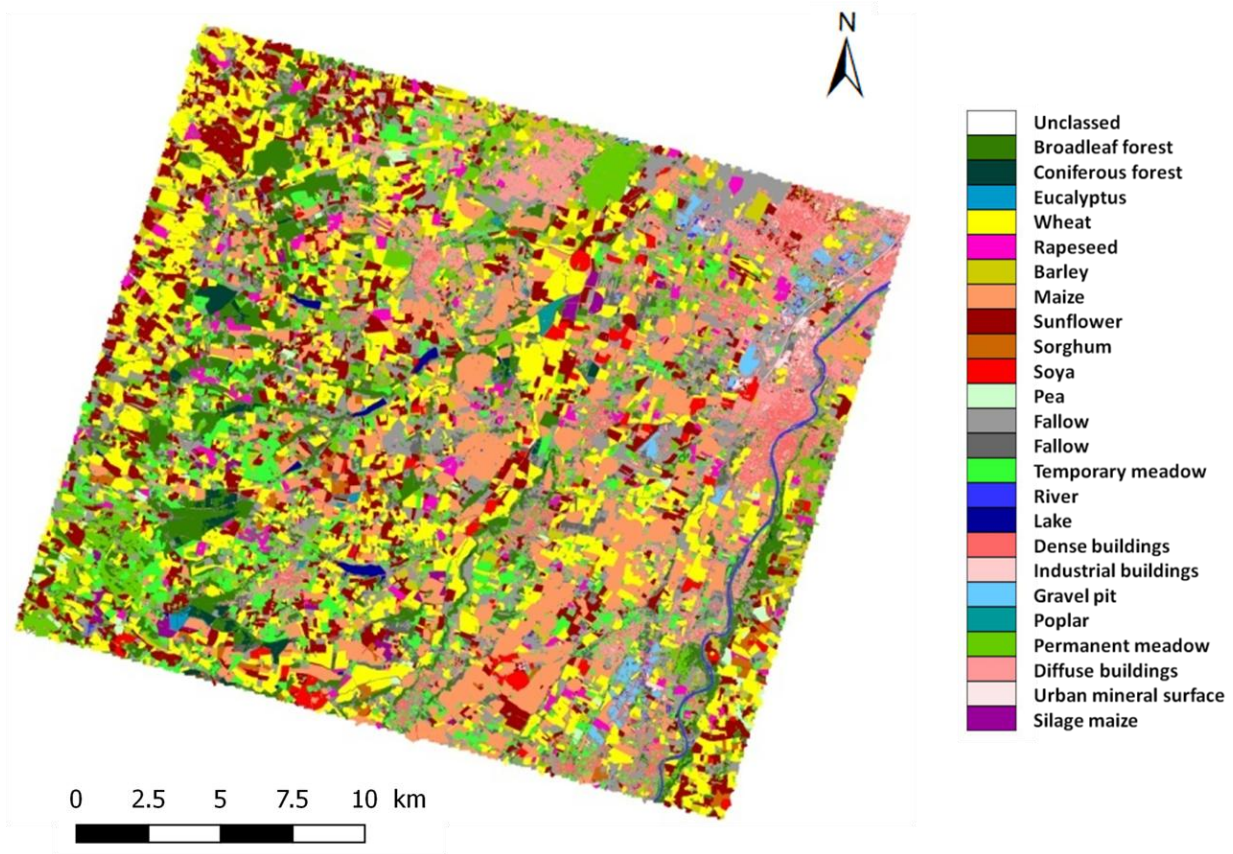 N
Unclassed
Broadleaf forest
Coniferous forest
Eucalyptus
Wheat
Rapeseed
Barley
Maize
Sunflower
Sorghum
Soya
Pea
Fallow
Fallow
Temporary meadow
River
Lake
Dense buildings
Industrial buildings
Gravel pit
Poplar
Permanent meadow
Diffuse buildings
Urban mineral surface
Silage maize
0 2.5 5 7.5 10 km